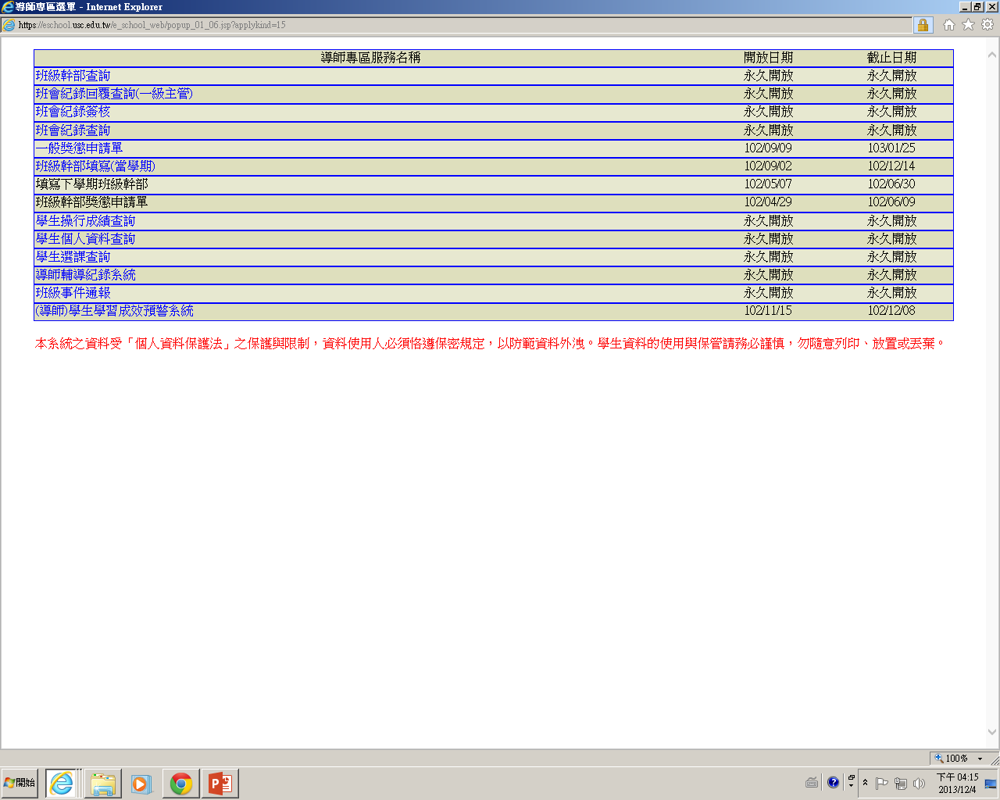 導師專區選單 - Internet Explorer
https://eschool.usc.edu.tw/e_school_web/popup_01_06.jsp?applykind=15
導師專區服務名稱 開放日期 截止日期
班級幹部查詢 永久開放 永久開放
班會紀錄回覆查詢(一級主管) 永久開放 永久開放
班會紀錄簽核 永久開放 永久開放
班會紀錄查詢 永久開放 永久開放
一般獎懲申請單 102/09/09 103/01/25
班級幹部填寫(當學期) 102/09/02 102/12/14
填寫下學期班級幹部 102/05/07 102/06/30
班級幹部獎懲申請單 102/04/29 102/06/09
學生操行成績查詢 永久開放 永久開放
學生個人資料查詢 永久開放 永久開放
學生選課查詢 永久開放 永久開放
導師輔導紀錄系統 永久開放 永久開放
班級事件通報 永久開放 永久開放
(導師)學生學習成效預警系統 102/11/15 102/12/08
本系統之資料受「個人資料保護法」之保護與限制，資料使用人必須恪遵保密規定，以防範資料外洩。學生資料的使用與保管請務必謹慎，勿隨意列印、放置或丟棄。
100%
開始
下午 04:15
2013/12/4